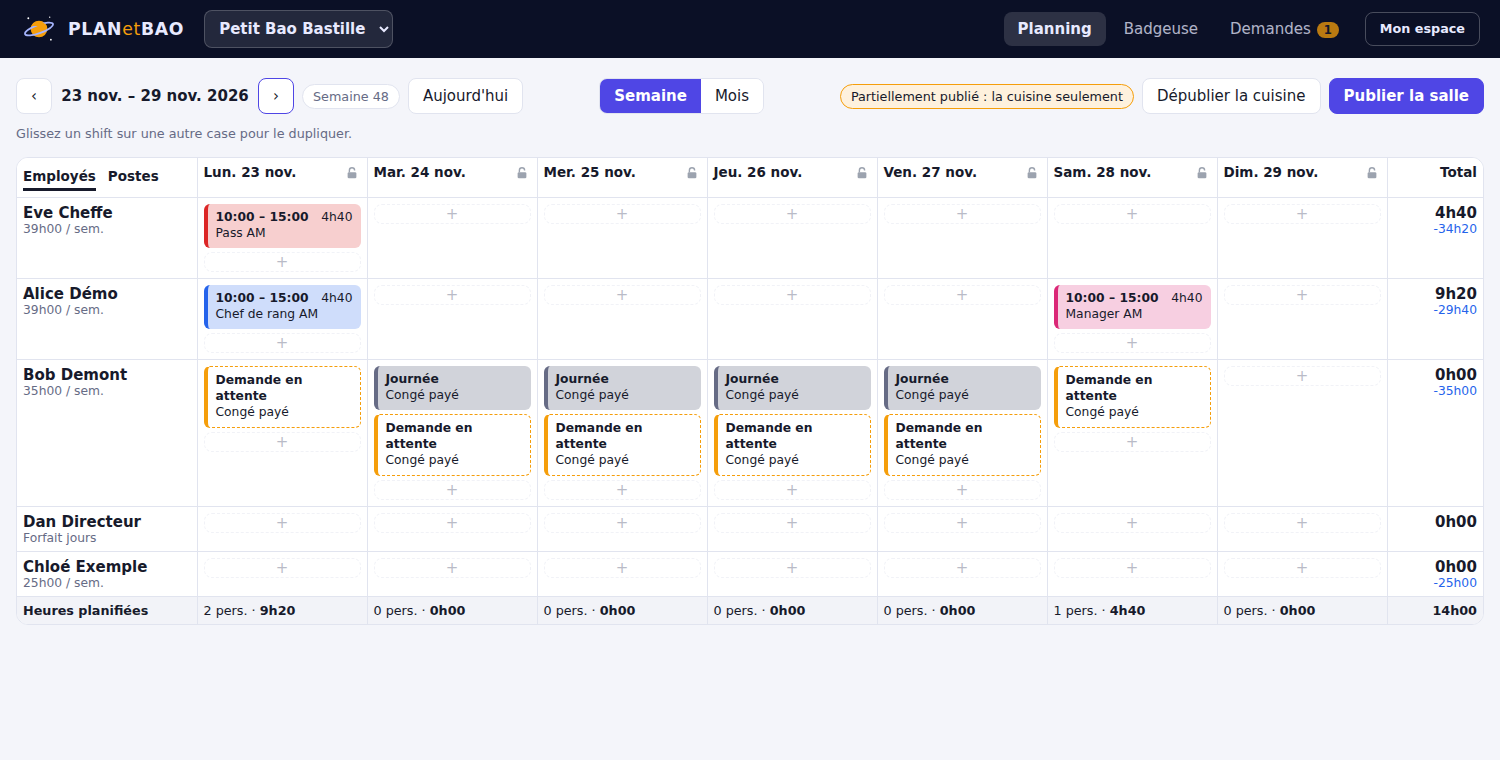 PLANetBAO Petit Bao Bastille Planning Badgeuse Demandes 1 Mon espace
‹ 23 nov. – 29 nov. 2026 › Semaine 48 Aujourd'hui Semaine Mois Partiellement publié : la cuisine seulement Dépublier la cuisine Publier la salle
Glissez un shift sur une autre case pour le dupliquer.
Employés Postes Lun. 23 nov. Mar. 24 nov. Mer. 25 nov. Jeu. 26 nov. Ven. 27 nov. Sam. 28 nov. Dim. 29 nov. Total
Eve Cheffe 10:00 – 15:00 4h40 + + + + + + 4h40
39h00 / sem. Pass AM -34h20
+
Alice Démo 10:00 – 15:00 4h40 + + + + 10:00 – 15:00 4h40 + 9h20
39h00 / sem. Chef de rang AM Manager AM -29h40
+ +
Bob Demont Demande en Journée Journée Journée Journée Demande en + 0h00
35h00 / sem. attente Congé payé Congé payé Congé payé Congé payé attente -35h00
Congé payé Congé payé
Demande en Demande en Demande en Demande en
+ attente attente attente attente +
Congé payé Congé payé Congé payé Congé payé
+ + + +
Dan Directeur + + + + + + + 0h00
Forfait jours
Chloé Exemple + + + + + + + 0h00
25h00 / sem. -25h00
Heures planifiées 2 pers. · 9h20 0 pers. · 0h00 0 pers. · 0h00 0 pers. · 0h00 0 pers. · 0h00 1 pers. · 4h40 0 pers. · 0h00 14h00